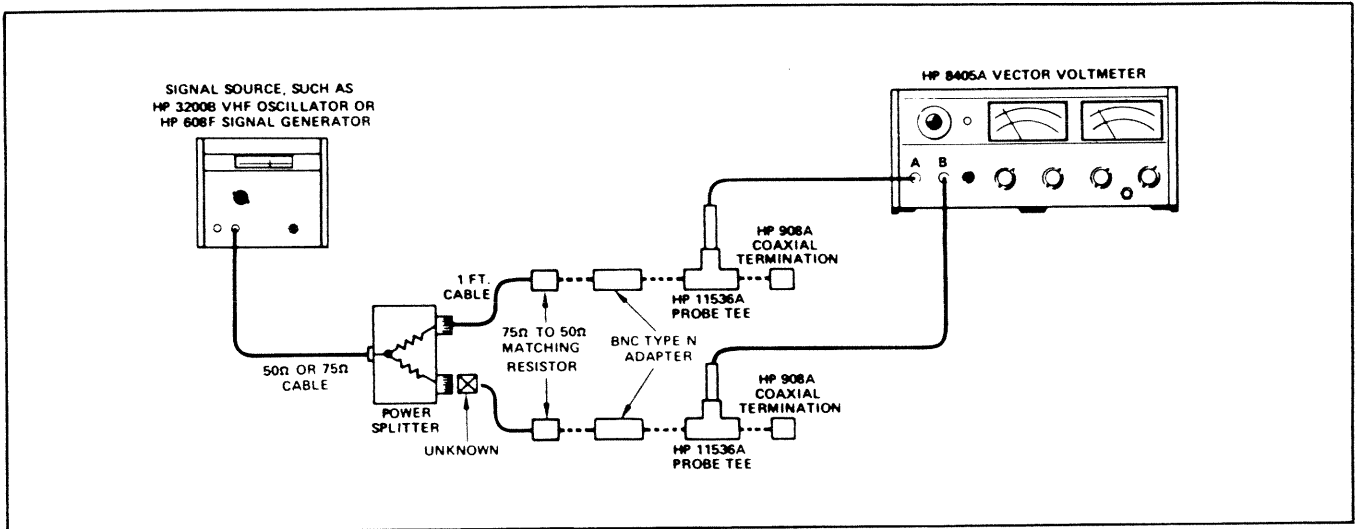 SIGNAL SOURCE, SUCH AS
HP 3200B VHF OSCILLATOR OR
HP 608F SIGNAL GENERATOR
HP 8405A VECTOR VOLTMETER
A B
1 FT.
CABLE
HP 908A
COAXIAL
TERMINATION
HP 11536A
PROBE TEE
75Ω TO 50Ω
MATCHING
RESISTOR
BNC TYPE N
ADAPTER
50Ω OR 75Ω
CABLE
POWER
SPLITTER
UNKNOWN
HP 908A
COAXIAL
TERMINATION
HP 11536A
PROBE TEE